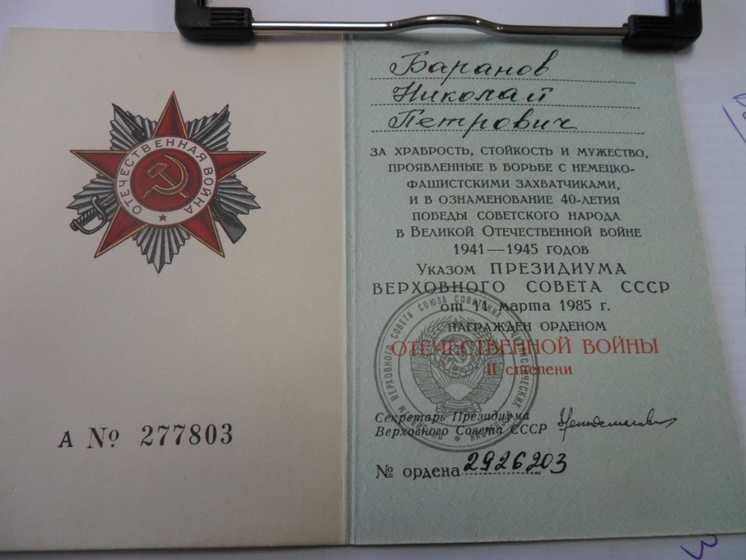 ОТЕЧЕСТВЕННАЯ ВОЙНА
А № 277803
Баранов
Николай
Петрович
ЗА ХРАБРОСТЬ, СТОЙКОСТЬ И МУЖЕСТВО,
ПРОЯВЛЕННЫЕ В БОРЬБЕ С НЕМЕЦКО-
ФАШИСТСКИМИ ЗАХВАТЧИКАМИ,
И В ОЗНАМЕНОВАНИЕ 40-ЛЕТИЯ
ПОБЕДЫ СОВЕТСКОГО НАРОДА
В ВЕЛИКОЙ ОТЕЧЕСТВЕННОЙ ВОЙНЕ
1941—1945 ГОДОВ
УКАЗОМ ПРЕЗИДИУМА
ВЕРХОВНОГО СОВЕТА СССР
от 11 марта 1985 г.
НАГРАЖДЕН ОРДЕНОМ
ОТЕЧЕСТВЕННОЙ ВОЙНЫ
II степени
Секретарь Президиума
Верховного Совета СССР
№ ордена 2926203